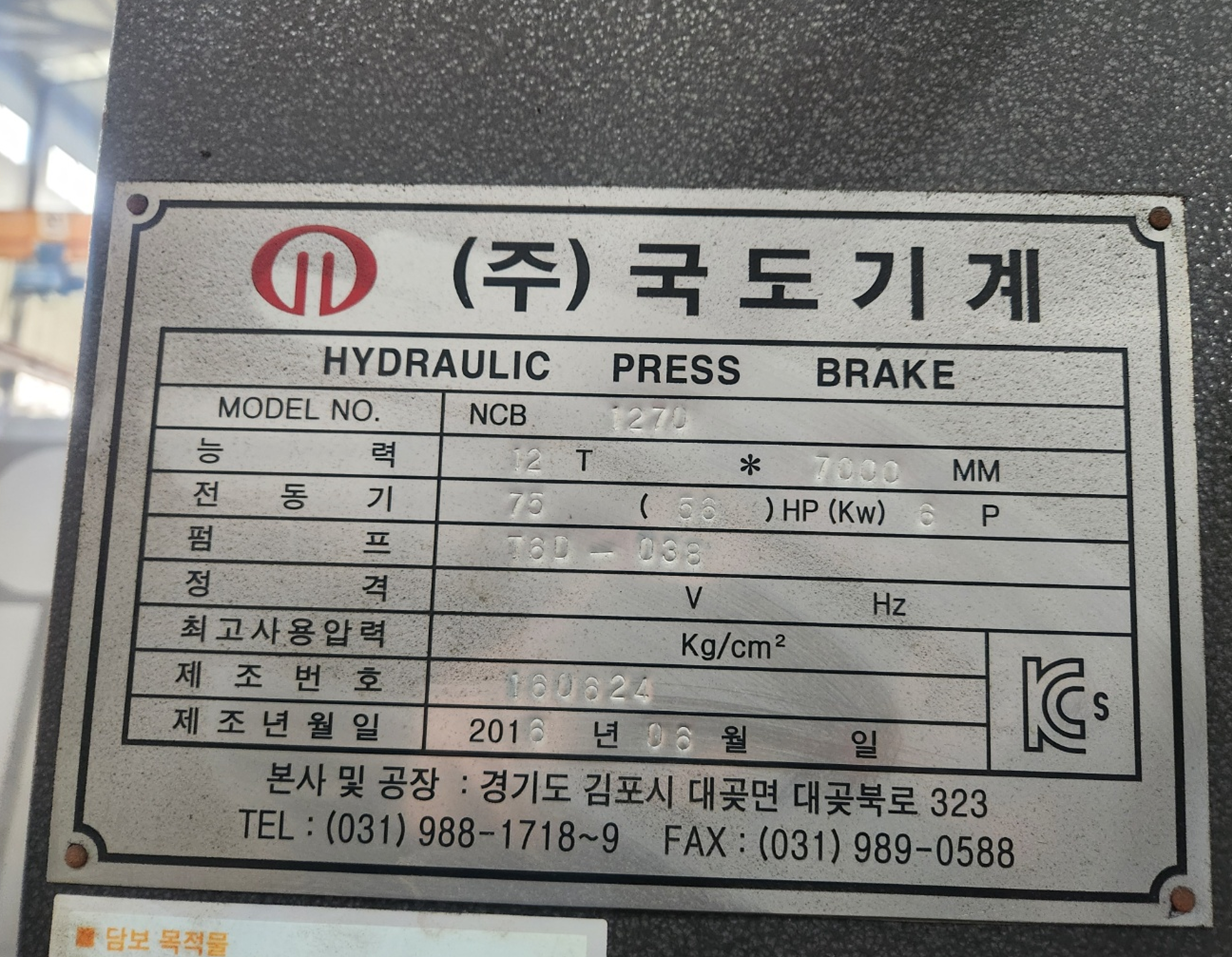 (주) 국도기계
HYDRAULIC PRESS BRAKE
MODEL NO. NCB 1270
능력 12 T * 7000 MM
전동기 75 ( 56 ) HP (Kw) 6 P
펌프 T6D - 038
정격 V Hz
최고사용압력 Kg/cm²
제조번호 160624
제조년월일 2016 년 06 월 일
KCs
본사 및 공장 : 경기도 김포시 대곶면 대곶북로 323
TEL : (031) 988-1718~9 FAX : (031) 989-0588
■ 담보 목적물